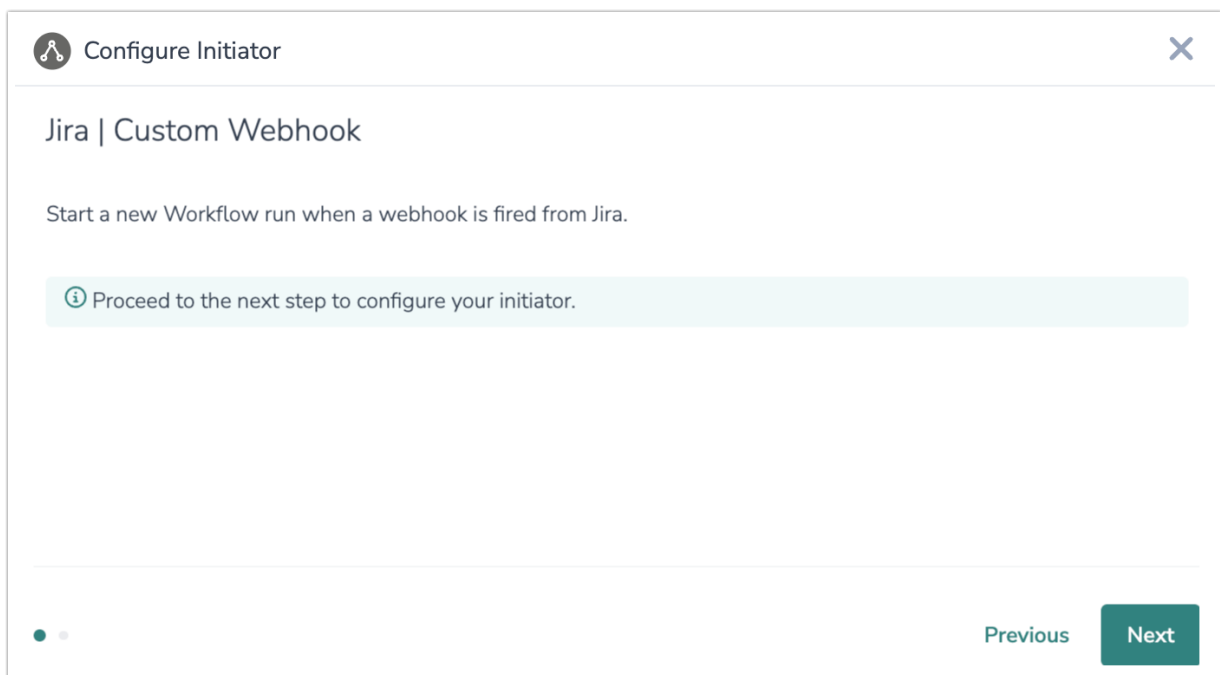 Configure Initiator
Jira | Custom Webhook
Start a new Workflow run when a webhook is fired from Jira.
Proceed to the next step to configure your initiator.
Previous
Next